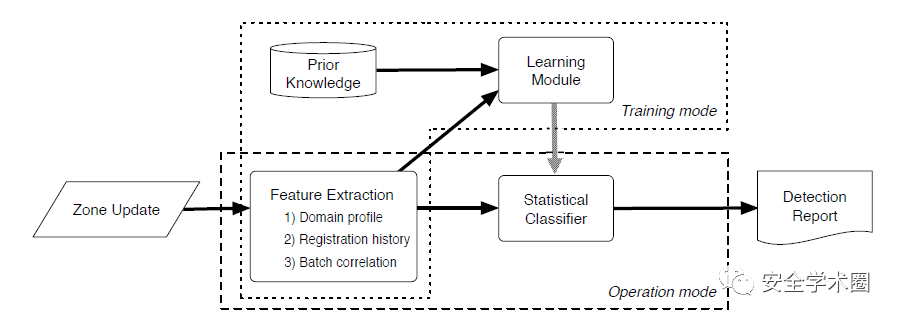 Prior
Knowledge
Learning
Module
Training mode
Zone Update
Feature Extraction
1) Domain profile
2) Registration history
3) Batch correlation
Statistical
Classifier
Detection
Report
Operation mode
安全学术圈